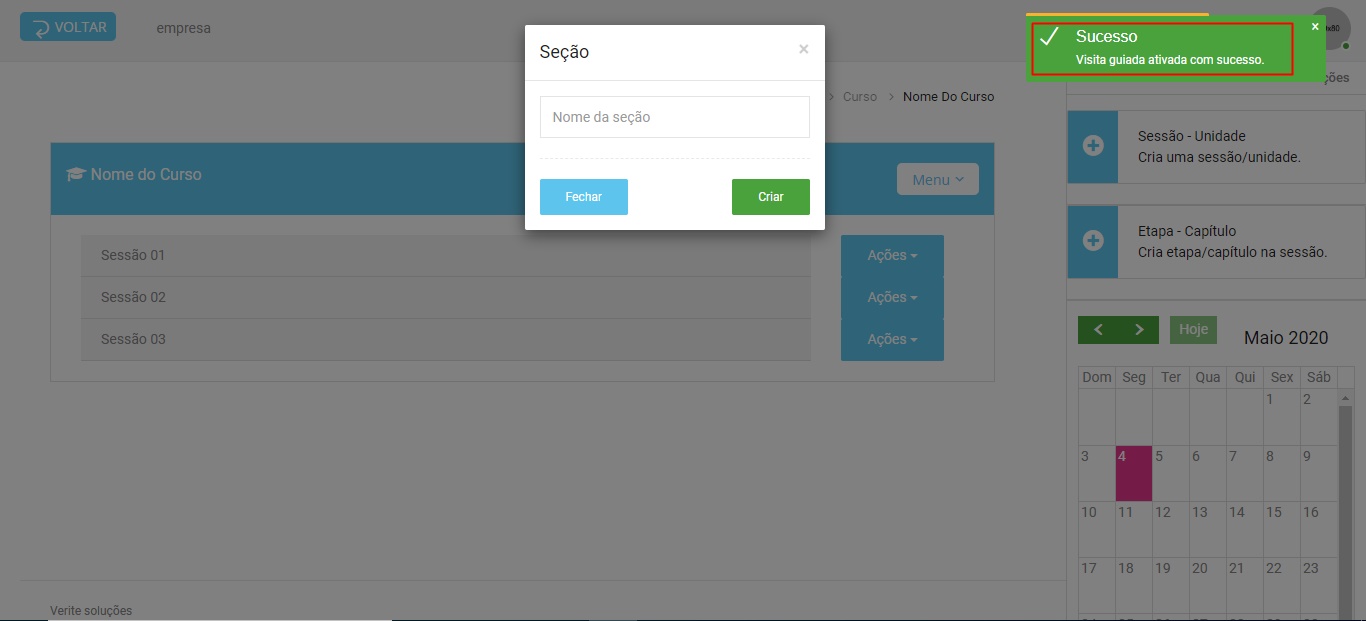 VOLTAR
empresa
Seção
×
Nome da seção
Fechar
Criar
Sucesso
Visita guiada ativada com sucesso.
×
x80
ções
Curso > Nome Do Curso
Nome do Curso
Menu
Sessão 01
Ações
Sessão 02
Ações
Sessão 03
Ações
Sessão - Unidade
Cria uma sessão/unidade.
Etapa - Capítulo
Cria etapa/capítulo na sessão.
Hoje
Maio 2020
Dom Seg Ter Qua Qui Sex Sáb
1 2
3 4 5 6 7 8 9
10 11 12 13 14 15 16
17 18 19 20 21 22 23
Verite soluções